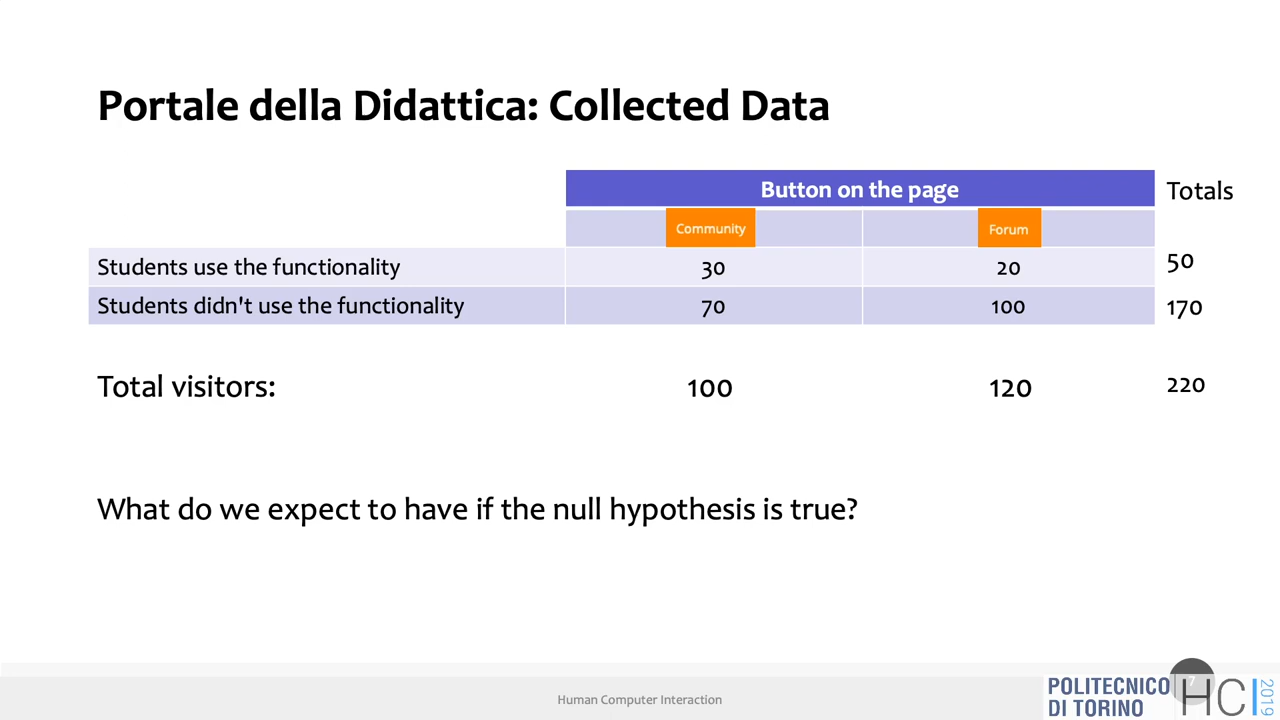 Portale della Didattica: Collected Data
Button on the page Totals
Community Forum
Students use the functionality 30 20 50
Students didn't use the functionality 70 100 170
Total visitors: 100 120 220
What do we expect to have if the null hypothesis is true?
Human Computer Interaction
POLITECNICO
DI TORINO
HCI
2019
7